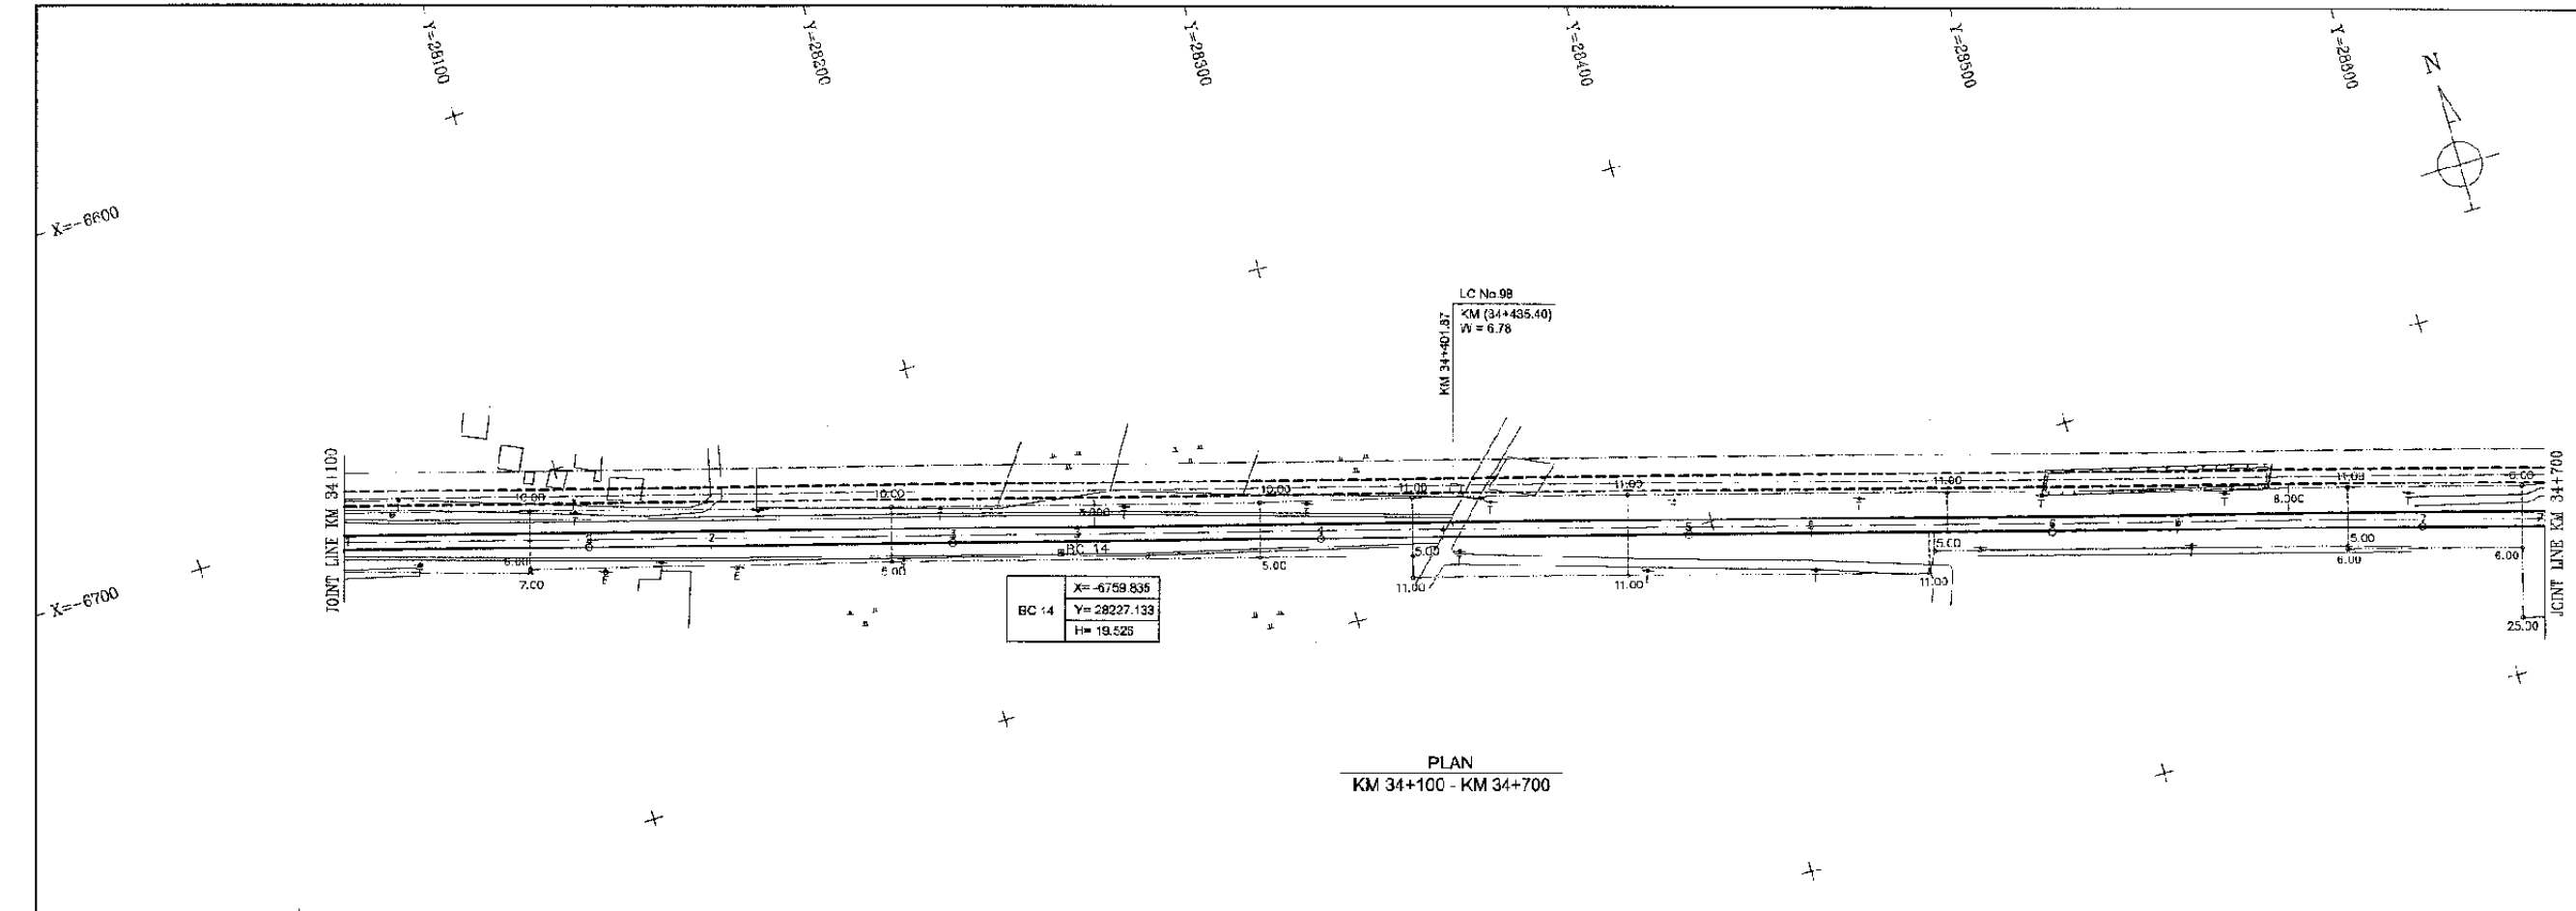 Y=28100
Y=28200
Y=28300
Y=28400
Y=28500
Y=28600
N
X=-6600
X=-6700
LC No.98
KM (34+435.40)
W = 6.78
KM 34+401.87
JOINT LINE KM 34+100
JOINT LINE KM 34+700
10.00
10.00
10.00
11.00
11.00
11.00
11.00
6.00
8.000
BC 14
6.00
7.00
5.00
5.00
5.00
11.00
11.00
5.00
11.00
5.00
6.00
6.00
25.00
BC 14
X= -6759.835
Y= 28227.133
H= 19.526
PLAN
KM 34+100 - KM 34+700